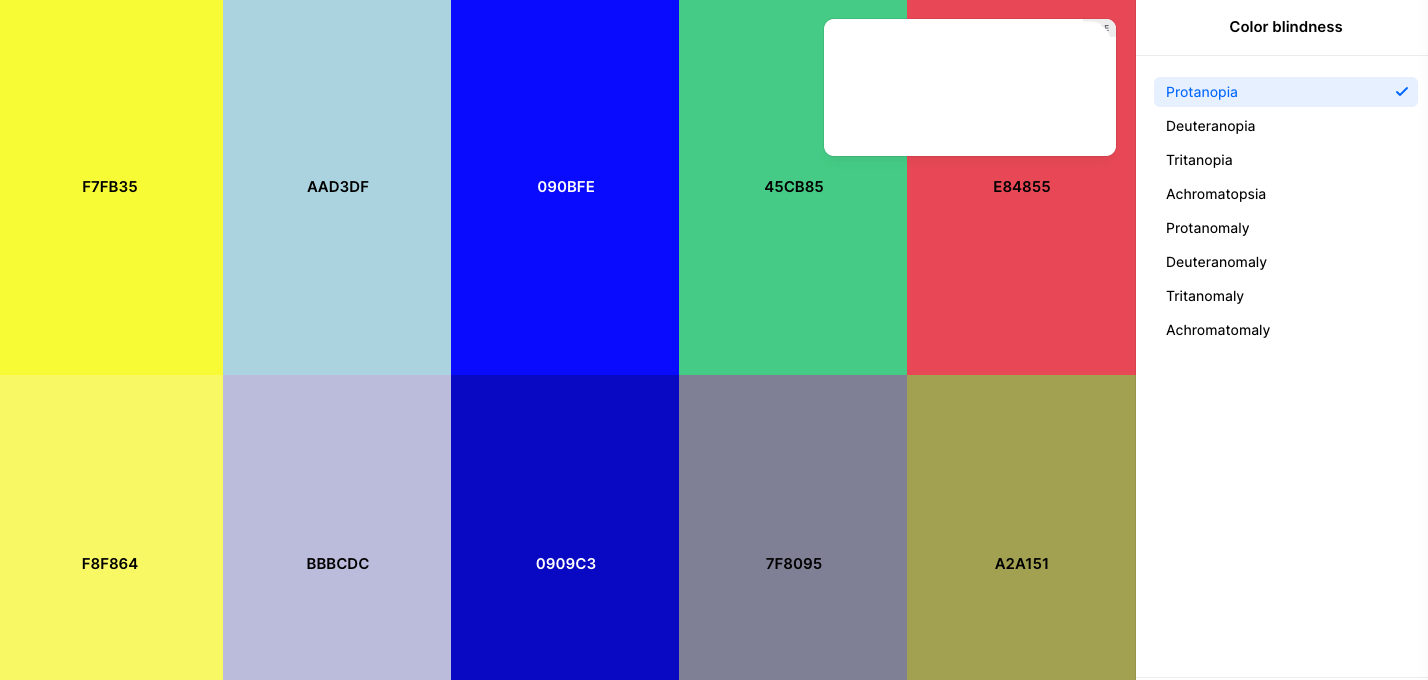 Color blindness
F7FB35
AAD3DF
090BFE
45CB85
E84855
F8F864
BBBCDC
0909C3
7F8095
A2A151
Protanopia
Deuteranopia
Tritanopia
Achromatopsia
Protanomaly
Deuteranomaly
Tritanomaly
Achromatomaly